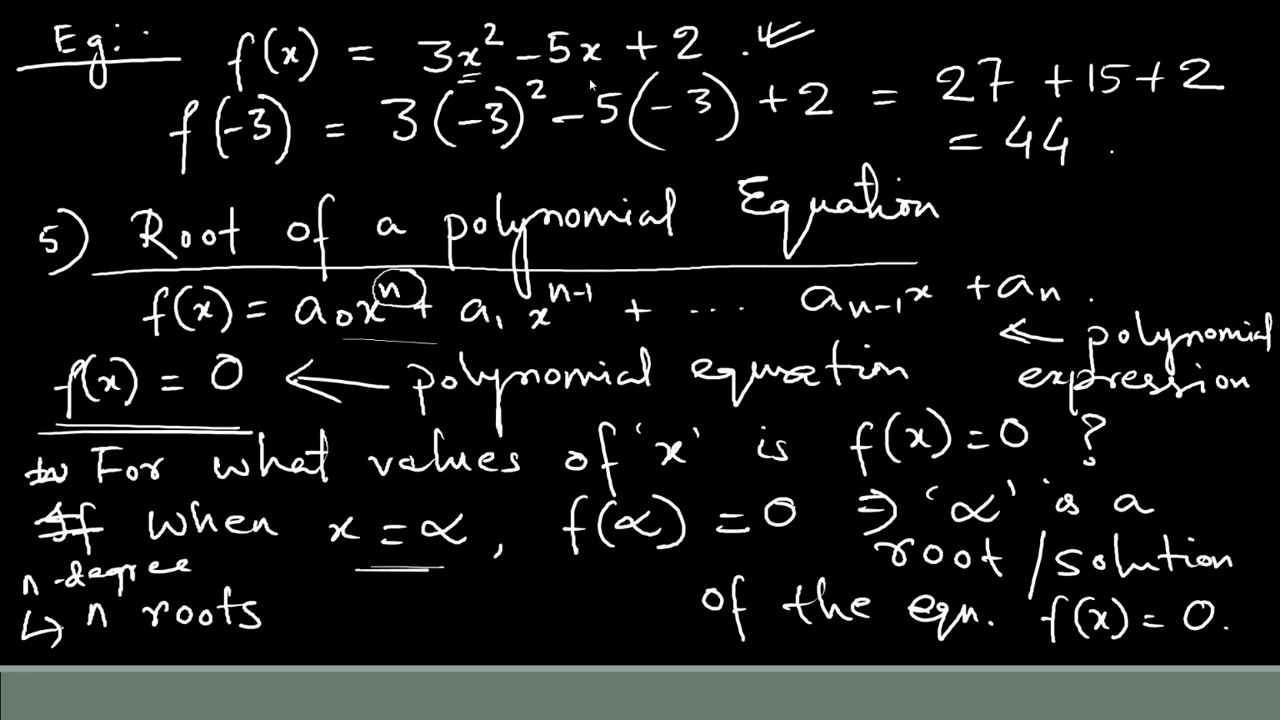 Eg:- f(x) = 3x² - 5x + 2.
f(-3) = 3(-3)² - 5(-3) + 2 = 27 + 15 + 2
= 44.
5) Root of a polynomial Equation
f(x) = a₀xⁿ + a₁xⁿ⁻¹ + ... aₙ₋₁x + aₙ.
← polynomial
expression
f(x) = 0 ← polynomial equation
For what values of 'x' is f(x) = 0 ?
If when x = α, f(α) = 0 ⇒ 'α' is a
root/solution
of the eqn. f(x) = 0.
n-degree
↳ n roots